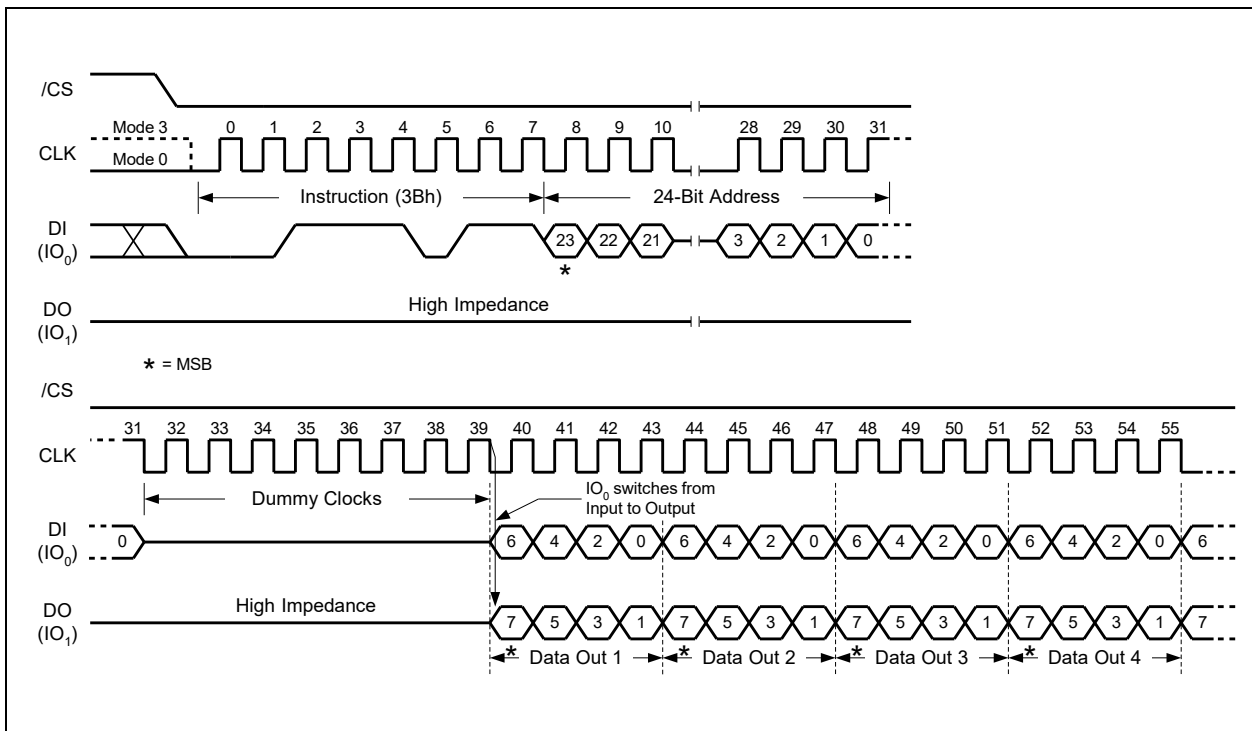 /CS
Mode 3 0 1 2 3 4 5 6 7 8 9 10 28 29 30 31
CLK
Mode 0
Instruction (3Bh) 24-Bit Address
DI
(IO0) 23 22 21 3 2 1 0
*
High Impedance
DO
(IO1)
* = MSB
/CS
31 32 33 34 35 36 37 38 39 40 41 42 43 44 45 46 47 48 49 50 51 52 53 54 55
CLK
Dummy Clocks
IO0 switches from
Input to Output
DI
(IO0) 0 6 4 2 0 6 4 2 0 6 4 2 0 6 4 2 0 6
High Impedance
DO
(IO1) 7 5 3 1 7 5 3 1 7 5 3 1 7 5 3 1 7
* Data Out 1 * Data Out 2 * Data Out 3 * Data Out 4